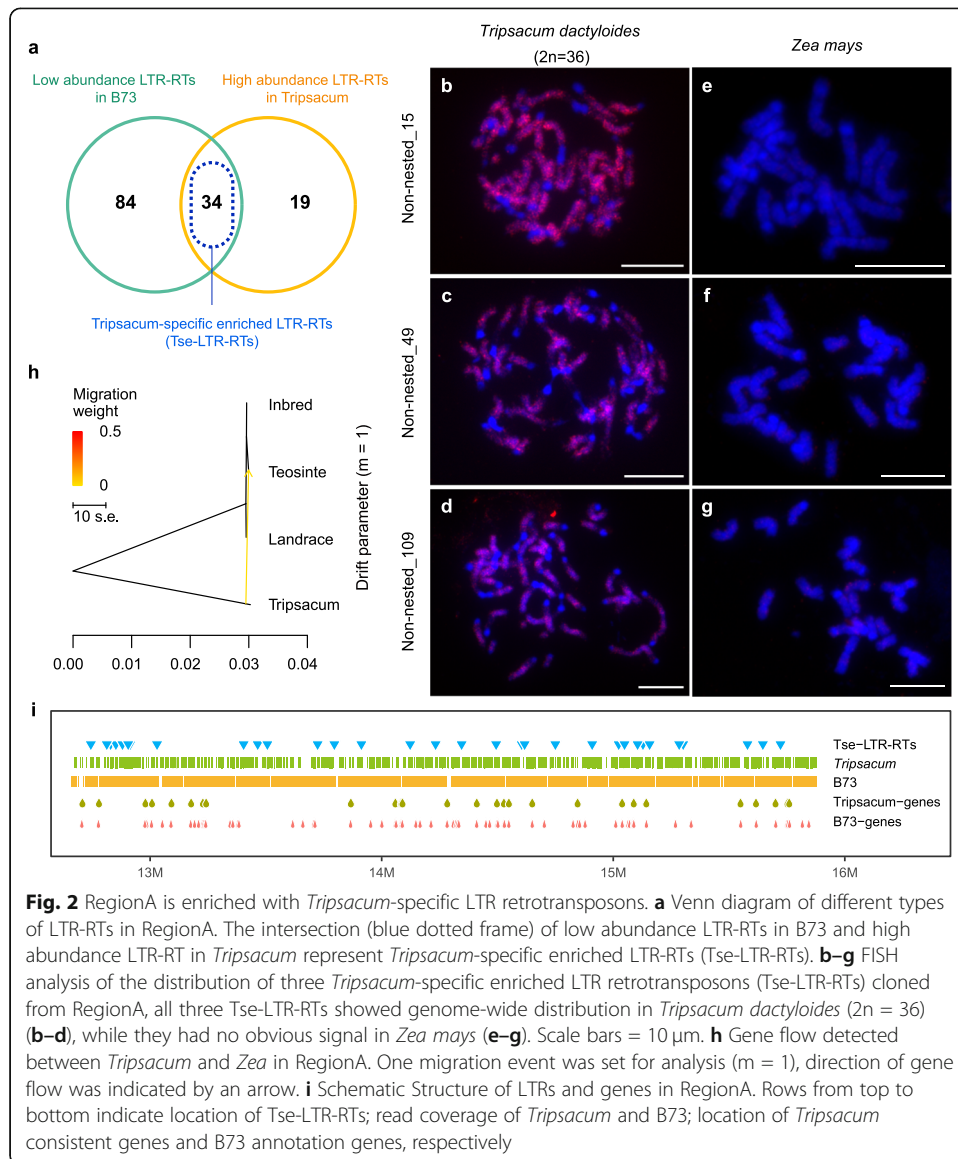 a
Low abundance LTR-RTs
in B73
High abundance LTR-RTs
in Tripsacum
84
34
19
Tripsacum-specific enriched LTR-RTs
(Tse-LTR-RTs)
Tripsacum dactyloides
(2n=36)
Zea mays
Non-nested_15
b
e
Non-nested_49
c
f
Non-nested_109
d
g
h
Migration
weight
0.5
0
10 s.e.
Inbred
Teosinte
Landrace
Tripsacum
Drift parameter (m = 1)
0.00 0.01 0.02 0.03 0.04
i
Tse−LTR−RTs
Tripsacum
B73
Tripsacum−genes
B73−genes
13M 14M 15M 16M
Fig. 2 RegionA is enriched with Tripsacum-specific LTR retrotransposons. a Venn diagram of different types
of LTR-RTs in RegionA. The intersection (blue dotted frame) of low abundance LTR-RTs in B73 and high
abundance LTR-RT in Tripsacum represent Tripsacum-specific enriched LTR-RTs (Tse-LTR-RTs). b–g FISH
analysis of the distribution of three Tripsacum-specific enriched LTR retrotransposons (Tse-LTR-RTs) cloned
from RegionA, all three Tse-LTR-RTs showed genome-wide distribution in Tripsacum dactyloides (2n = 36)
(b–d), while they had no obvious signal in Zea mays (e–g). Scale bars = 10 μm. h Gene flow detected
between Tripsacum and Zea in RegionA. One migration event was set for analysis (m = 1), direction of gene
flow was indicated by an arrow. i Schematic Structure of LTRs and genes in RegionA. Rows from top to
bottom indicate location of Tse-LTR-RTs; read coverage of Tripsacum and B73; location of Tripsacum
consistent genes and B73 annotation genes, respectively